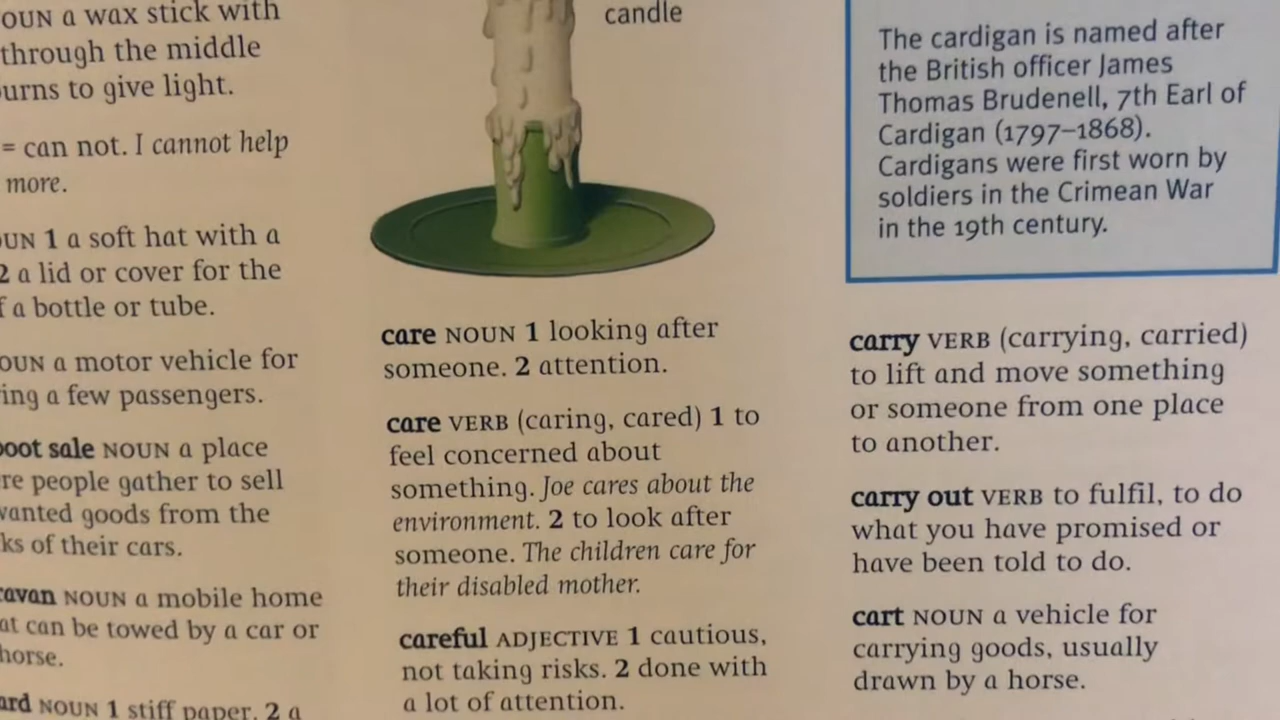 OUN a wax stick with
through the middle
urns to give light.
= can not. I cannot help
more.
UN 1 a soft hat with a
2 a lid or cover for the
f a bottle or tube.
OUN a motor vehicle for
ing a few passengers.
boot sale NOUN a place
re people gather to sell
wanted goods from the
ks of their cars.
ravan NOUN a mobile home
at can be towed by a car or
horse.
ard NOUN 1 stiff paper. 2 a
candle
care NOUN 1 looking after
someone. 2 attention.
care VERB (caring, cared) 1 to
feel concerned about
something. Joe cares about the
environment. 2 to look after
someone. The children care for
their disabled mother.
careful ADJECTIVE 1 cautious,
not taking risks. 2 done with
a lot of attention.
The cardigan is named after
the British officer James
Thomas Brudenell, 7th Earl of
Cardigan (1797–1868).
Cardigans were first worn by
soldiers in the Crimean War
in the 19th century.
carry VERB (carrying, carried)
to lift and move something
or someone from one place
to another.
carry out VERB to fulfil, to do
what you have promised or
have been told to do.
cart NOUN a vehicle for
carrying goods, usually
drawn by a horse.